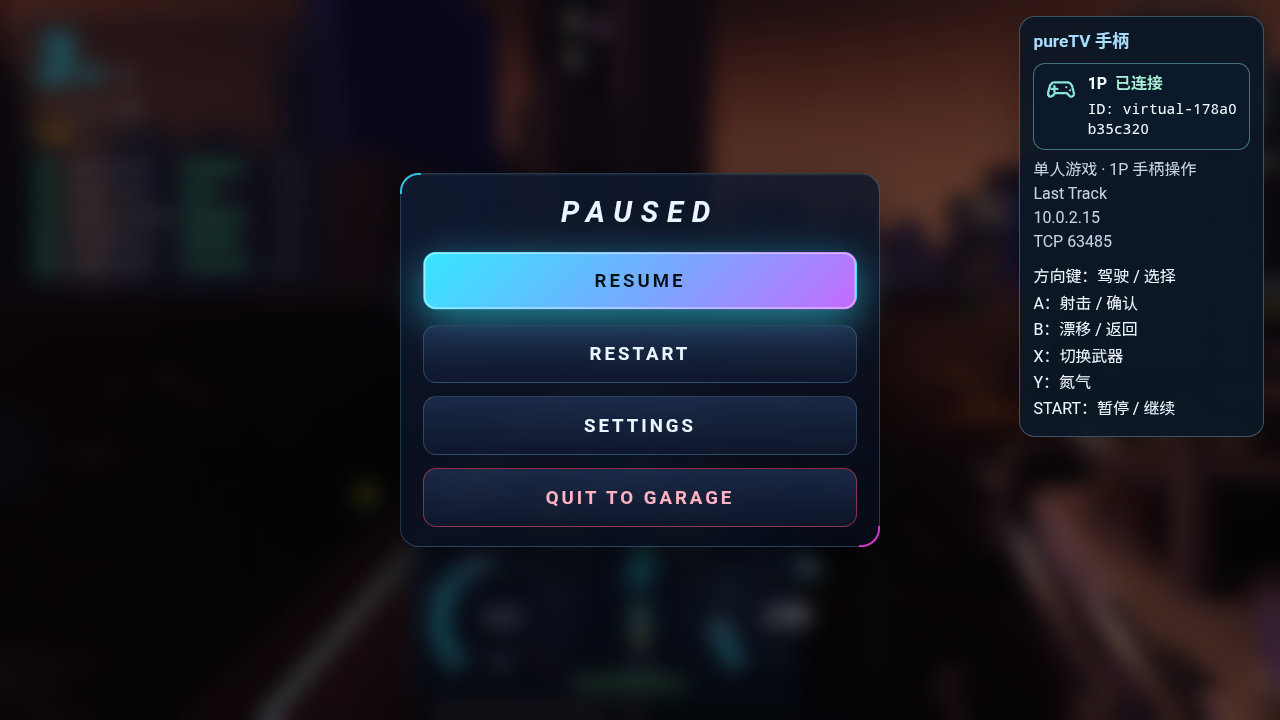 PAUSED
RESUME
RESTART
SETTINGS
QUIT TO GARAGE
pureTV 手柄
1P 已连接
ID: virtual-178a0
b35c320
单人游戏 · 1P 手柄操作
Last Track
10.0.2.15
TCP 63485
方向键：驾驶 / 选择
A：射击 / 确认
B：漂移 / 返回
X：切换武器
Y：氮气
START：暂停 / 继续